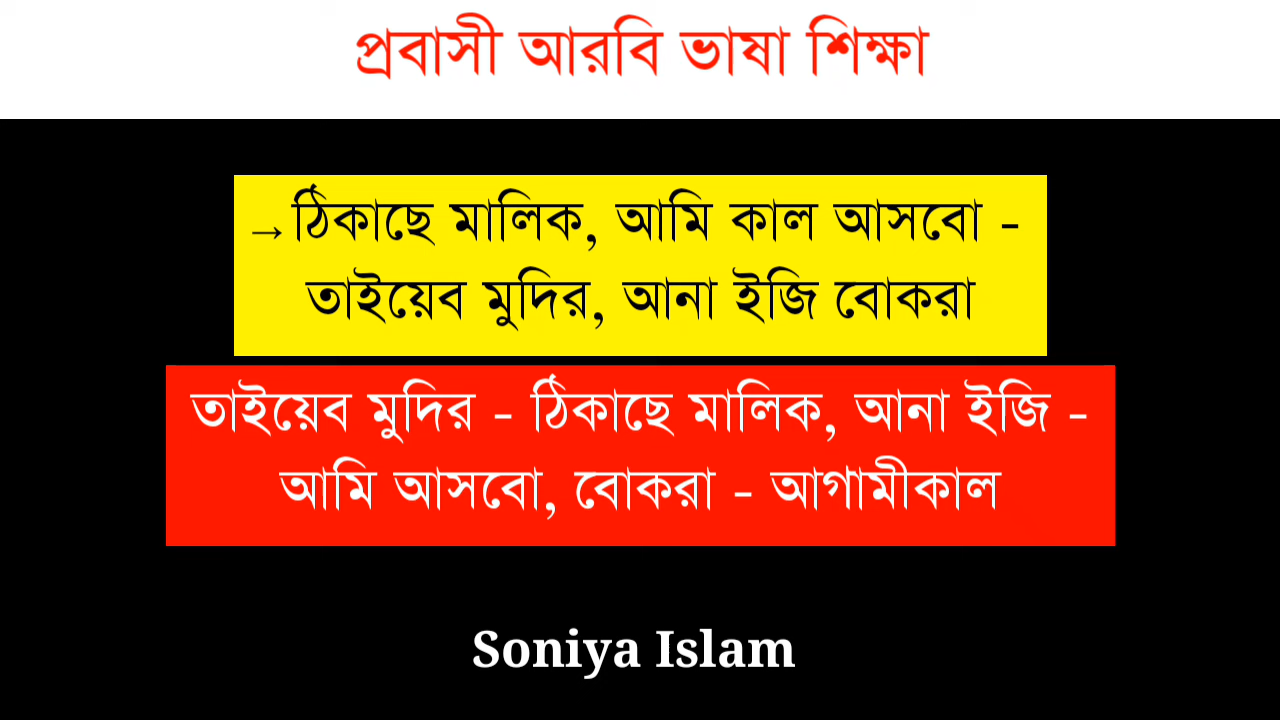 প্রবাসী আরবি ভাষা শিক্ষা
→ঠিকাছে মালিক, আমি কাল আসবো -
তাইয়েব মুদির, আনা ইজি বোকরা
তাইয়েব মুদির - ঠিকাছে মালিক, আনা ইজি -
আমি আসবো, বোকরা - আগামীকাল
Soniya Islam